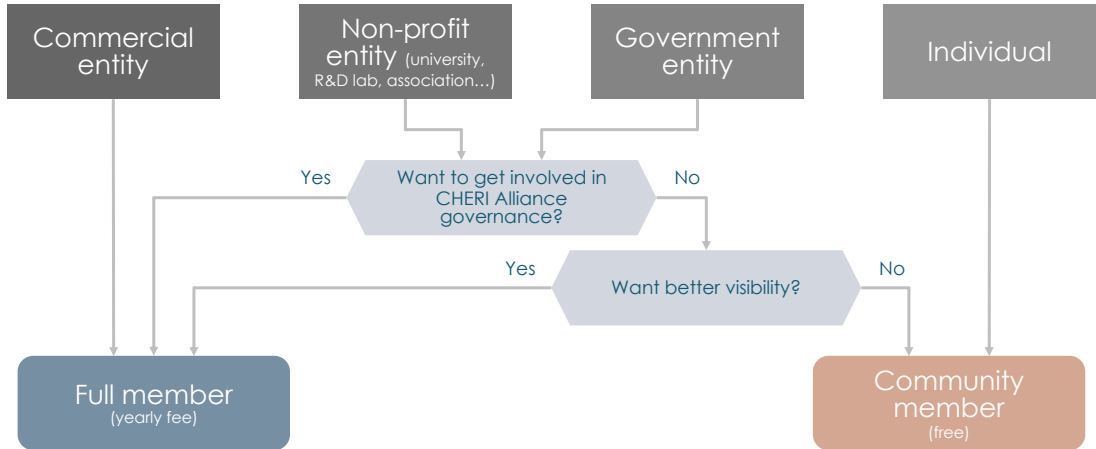 Commercial
entity
Non-profit
entity (university,
R&D lab, association...)
Government
entity
Individual
Yes
Want to get involved in
CHERI Alliance
governance?
No
Yes
Want better visibility?
No
Full member
(yearly fee)
Community
member
(free)